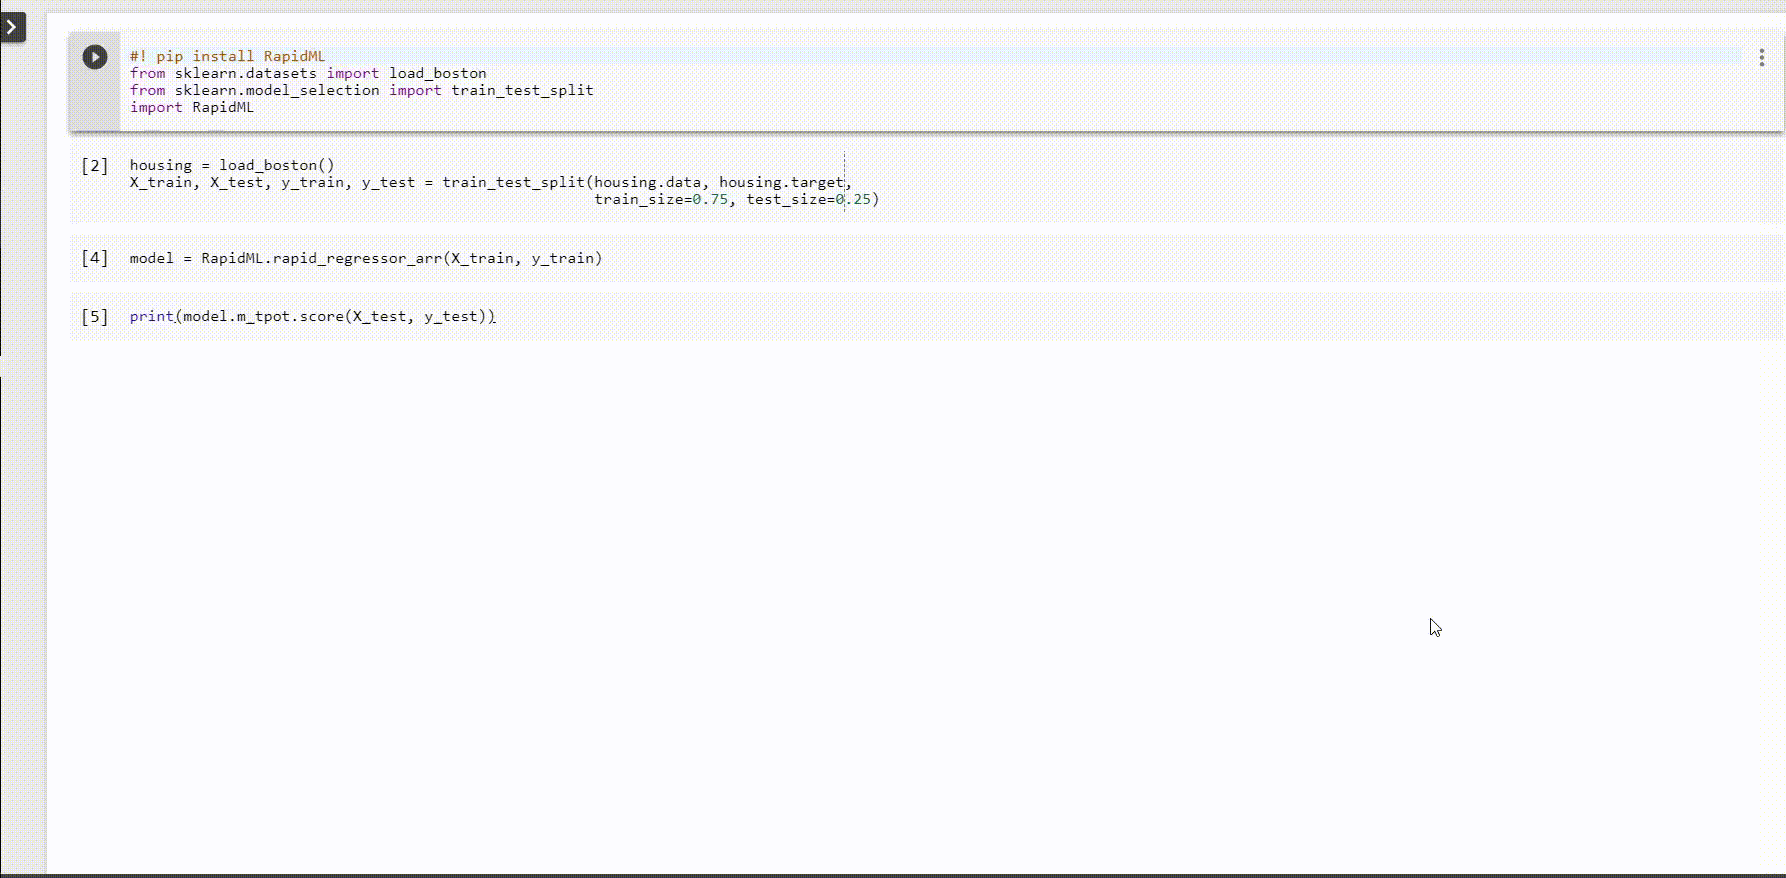 #! pip install RapidML
from sklearn.datasets import load_boston
from sklearn.model_selection import train_test_split
import RapidML
[2] housing = load_boston()
X_train, X_test, y_train, y_test = train_test_split(housing.data, housing.target,
train_size=0.75, test_size=0.25)
[4] model = RapidML.rapid_regressor_arr(X_train, y_train)
[5] print(model.m_tpot.score(X_test, y_test))